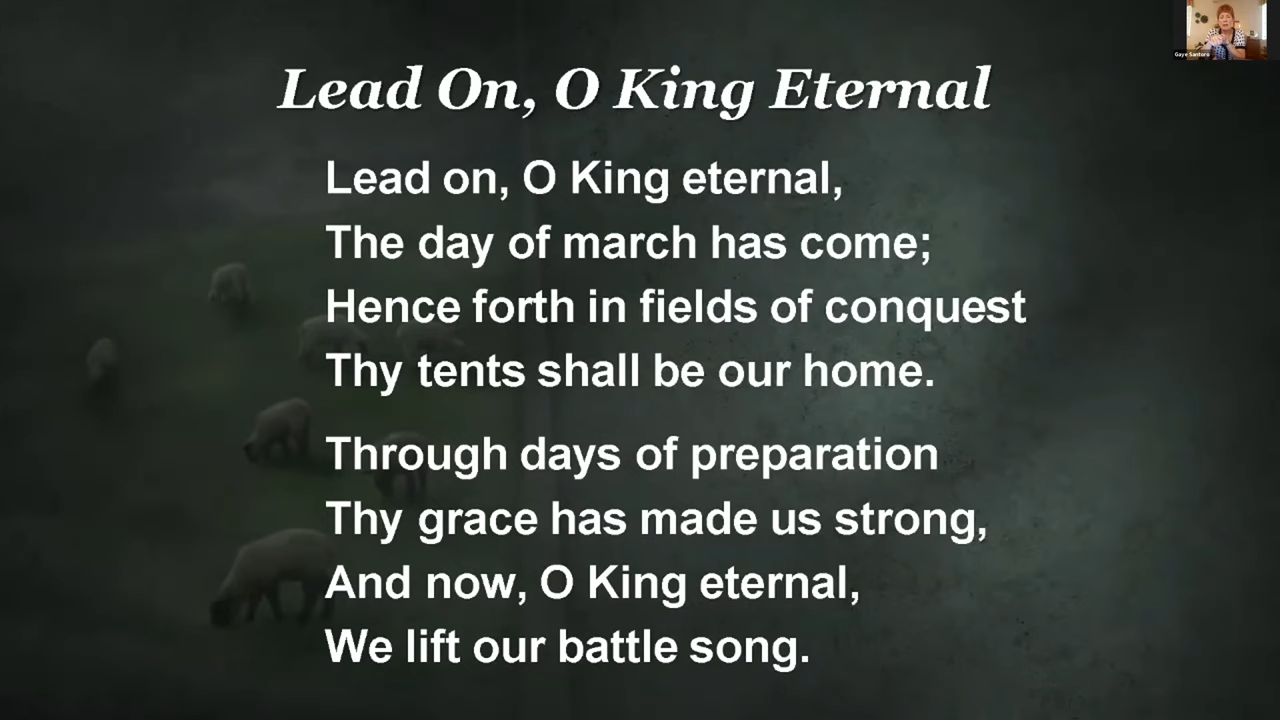 Lead On, O King Eternal
Lead on, O King eternal,
The day of march has come;
Hence forth in fields of conquest
Thy tents shall be our home.
Through days of preparation
Thy grace has made us strong,
And now, O King eternal,
We lift our battle song.
Gaye Santoro